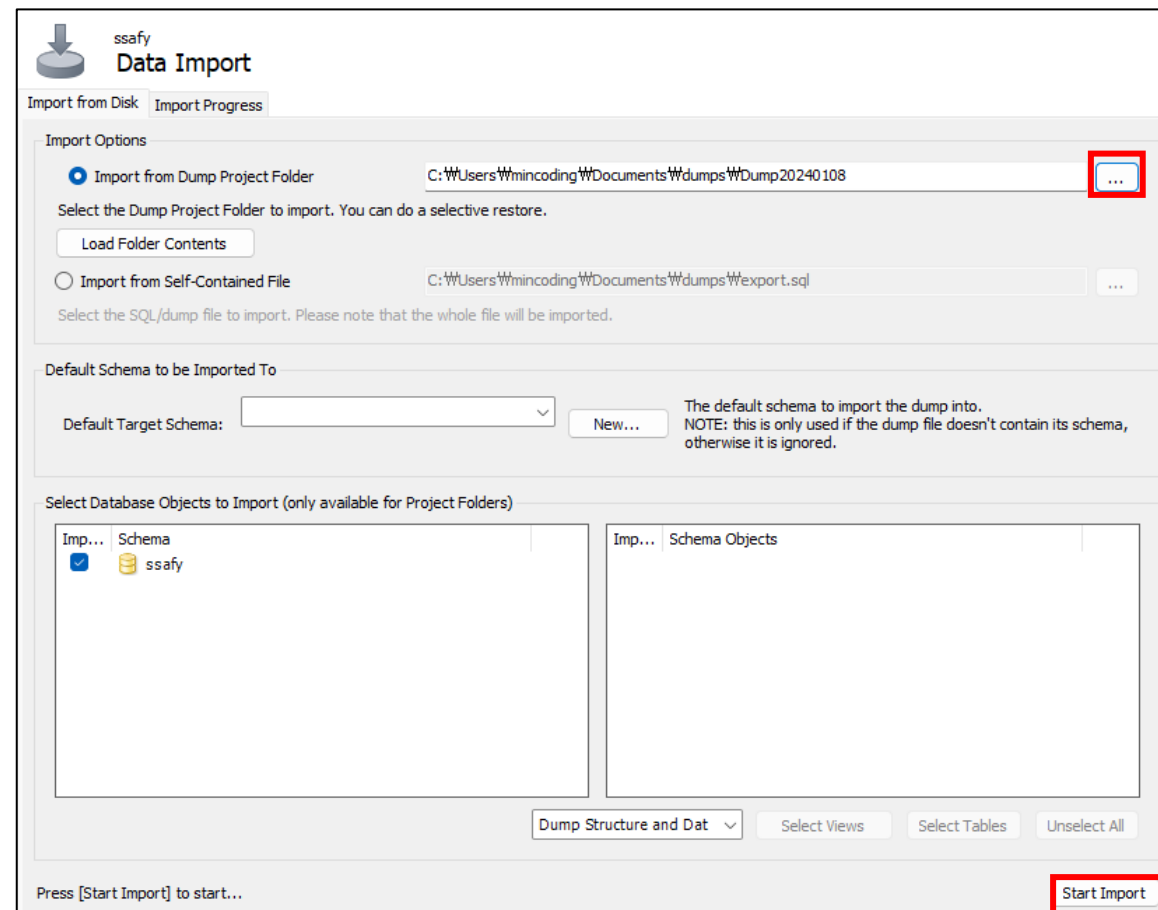 ssafy
Data Import
Import from Disk Import Progress
Import Options
Import from Dump Project Folder C:₩Users₩mincoding₩Documents₩dumps₩Dump20240108 ...
Select the Dump Project Folder to import. You can do a selective restore.
Load Folder Contents
Import from Self-Contained File C:₩Users₩mincoding₩Documents₩dumps₩export.sql ...
Select the SQL/dump file to import. Please note that the whole file will be imported.
Default Schema to be Imported To
Default Target Schema: New...
The default schema to import the dump into.
NOTE: this is only used if the dump file doesn't contain its schema,
otherwise it is ignored.
Select Database Objects to Import (only available for Project Folders)
Imp... Schema Imp... Schema Objects
ssafy
Dump Structure and Dat Select Views Select Tables Unselect All
Press [Start Import] to start... Start Import